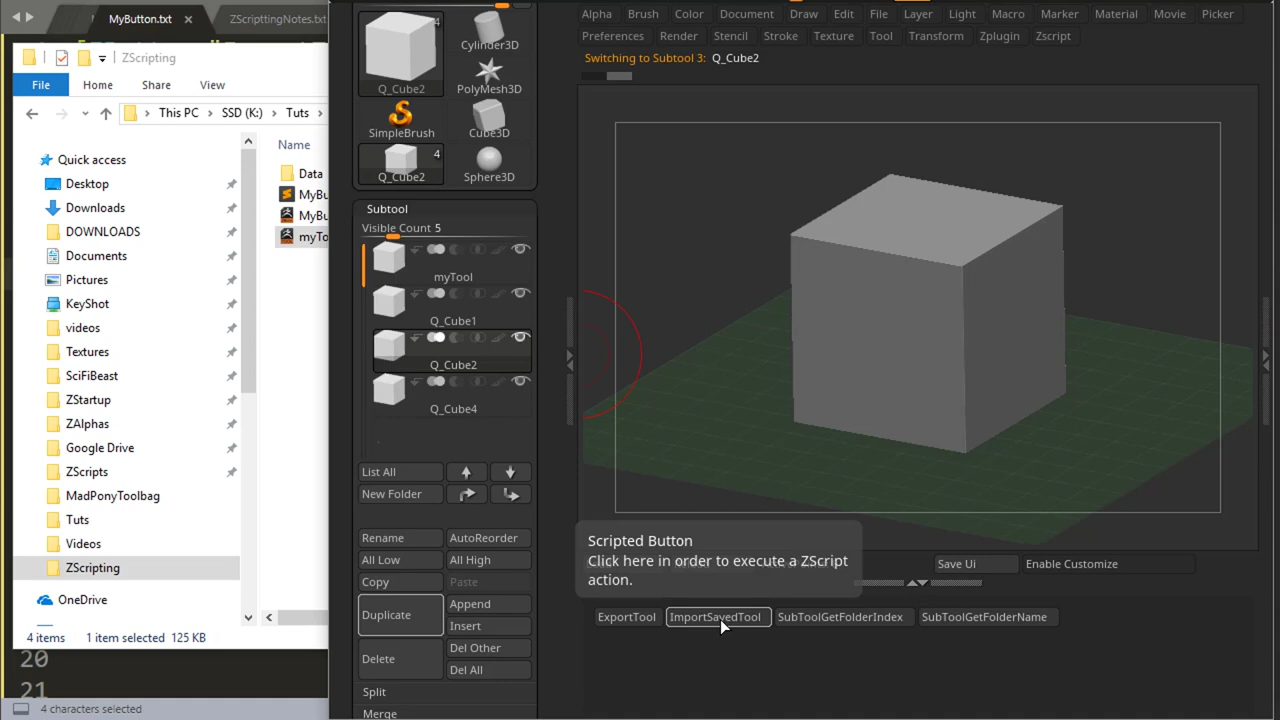 MyButton.txt ×
ZScripttingNotes.txt
ZScripting
File
Home
Share
View
This PC
SSD (K:)
Tuts
Name
Quick access
Desktop
Downloads
DOWNLOADS
Documents
Pictures
KeyShot
videos
Textures
SciFiBeast
ZStartup
ZAlphas
Google Drive
ZScripts
MadPonyToolbag
Tuts
Videos
ZScripting
OneDrive
Data
MyBu
MyBu
myTo
4 items
1 item selected 125 KB
20
21
4 characters selected
4
Q_Cube2
Cylinder3D
PolyMesh3D
SimpleBrush
Cube3D
4
Q_Cube2
Sphere3D
Subtool
Visible Count 5
myTool
Q_Cube1
Q_Cube2
Q_Cube4
List All
New Folder
Rename
AutoReorder
All Low
All High
Copy
Paste
Duplicate
Append
Insert
Delete
Del Other
Del All
Split
Merge
Alpha Brush Color Document Draw Edit File Layer Light Macro Marker Material Movie Picker
Preferences Render Stencil Stroke Texture Tool Transform Zplugin Zscript
Switching to Subtool 3: Q_Cube2
Scripted Button
Click here in order to execute a ZScript
action.
Save Ui
Enable Customize
ExportTool
ImportSavedTool
SubToolGetFolderIndex
SubToolGetFolderName